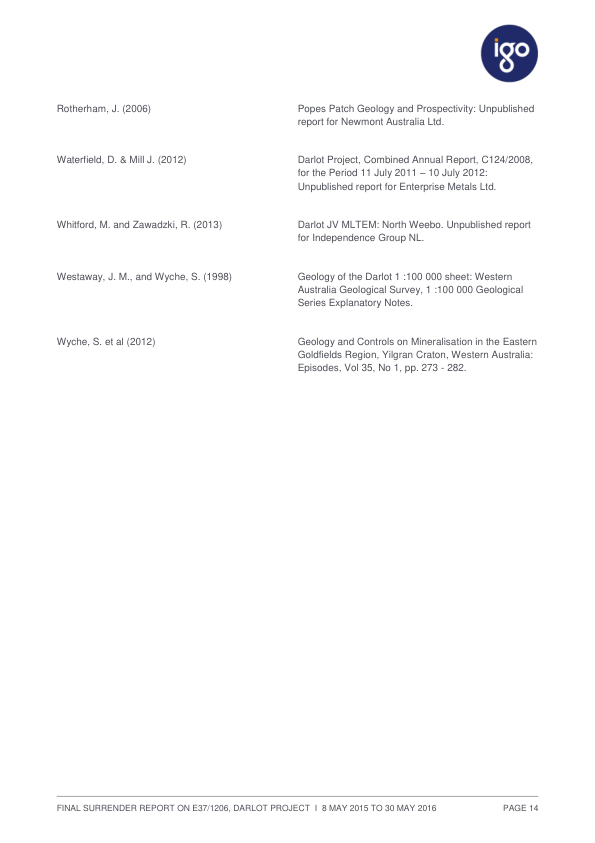 igo
Rotherham, J. (2006)
Popes Patch Geology and Prospectivity: Unpublished
report for Newmont Australia Ltd.
Waterfield, D. & Mill J. (2012)
Darlot Project, Combined Annual Report, C124/2008,
for the Period 11 July 2011 – 10 July 2012:
Unpublished report for Enterprise Metals Ltd.
Whitford, M. and Zawadzki, R. (2013)
Darlot JV MLTEM: North Weebo. Unpublished report
for Independence Group NL.
Westaway, J. M., and Wyche, S. (1998)
Geology of the Darlot 1 :100 000 sheet: Western
Australia Geological Survey, 1 :100 000 Geological
Series Explanatory Notes.
Wyche, S. et al (2012)
Geology and Controls on Mineralisation in the Eastern
Goldfields Region, Yilgran Craton, Western Australia:
Episodes, Vol 35, No 1, pp. 273 - 282.
FINAL SURRENDER REPORT ON E37/1206, DARLOT PROJECT I 8 MAY 2015 TO 30 MAY 2016
PAGE 14